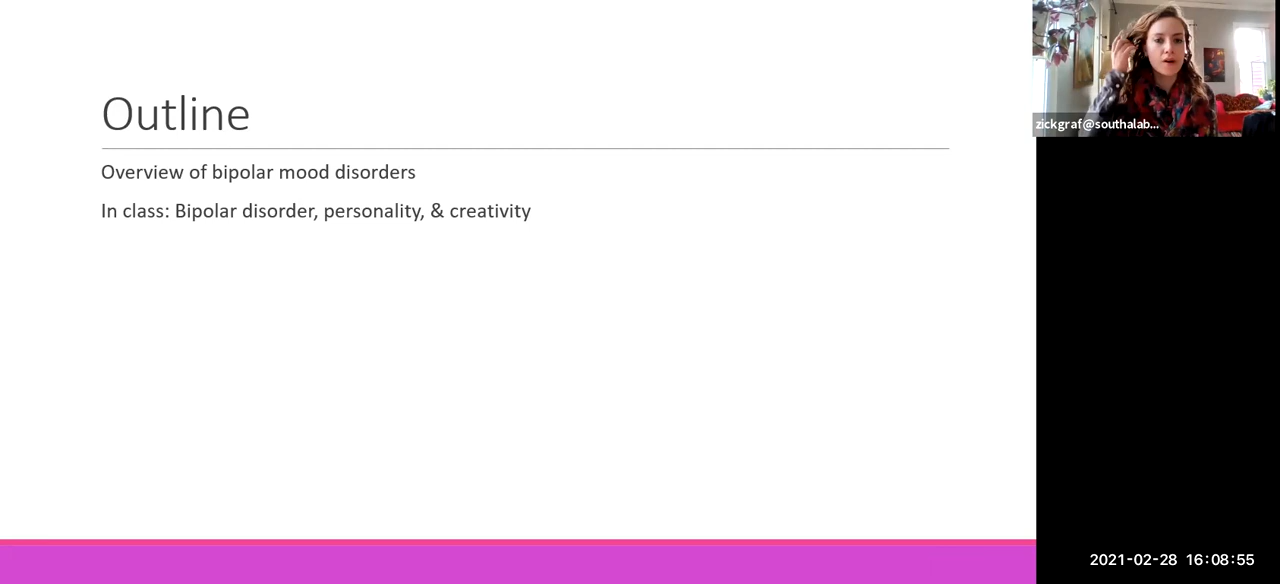 Outline
Overview of bipolar mood disorders
In class: Bipolar disorder, personality, & creativity
zickgraf@southalab...
2021-02-28 16:08:55